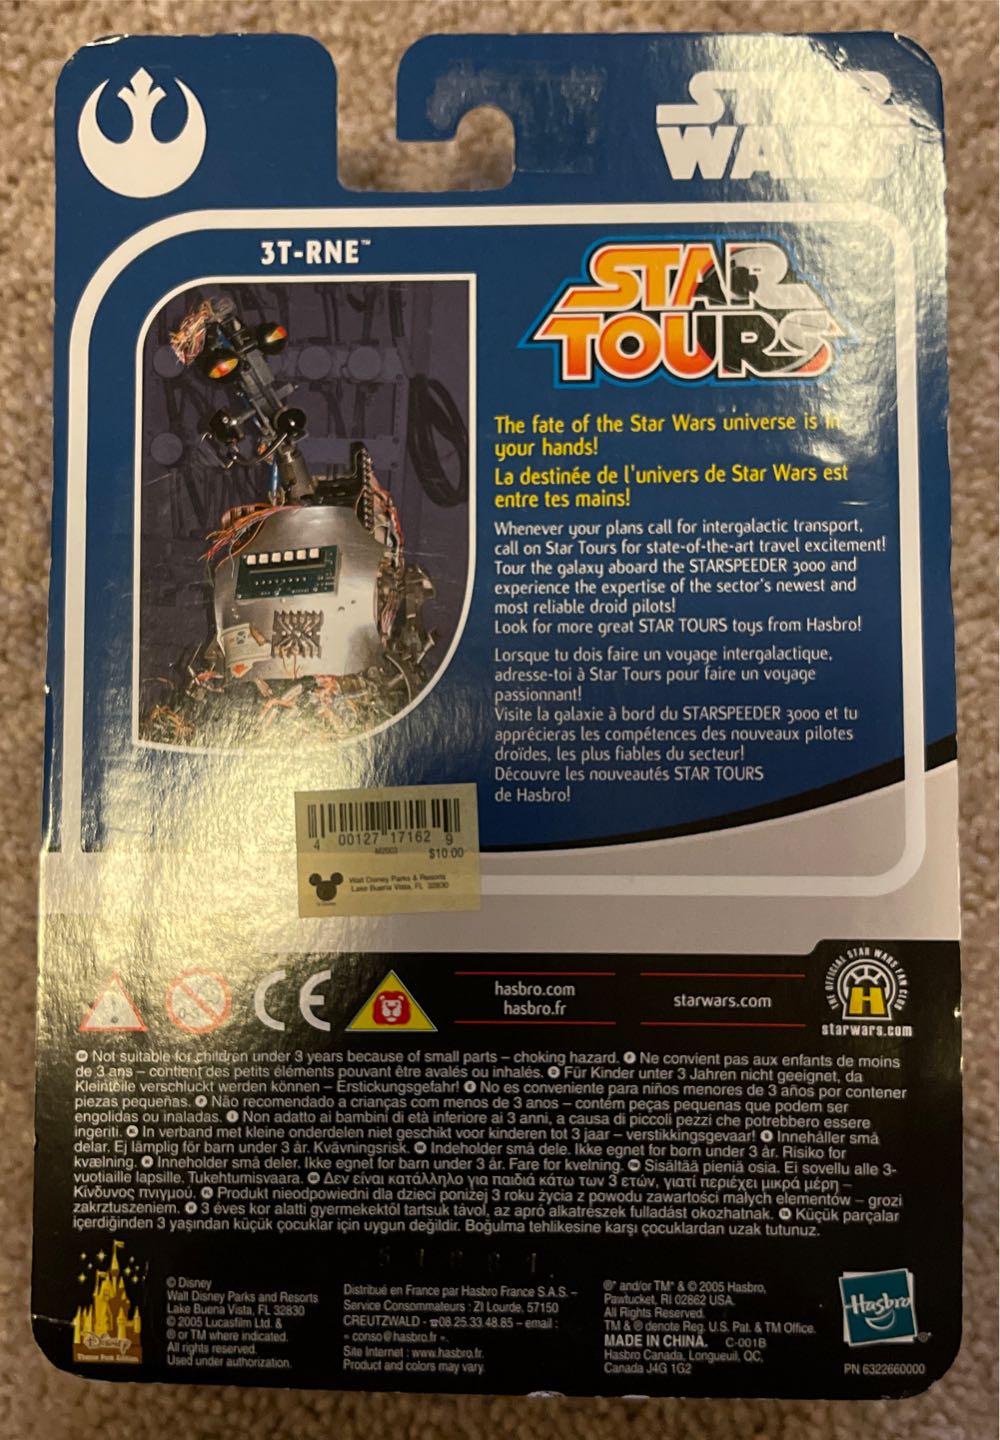 STAR
WARS
3T-RNE™
STAR
TOURS
The fate of the Star Wars universe is in
your hands!
La destinée de l'univers de Star Wars est
entre tes mains!
Whenever your plans call for intergalactic transport,
call on Star Tours for state-of-the-art travel excitement!
Tour the galaxy aboard the STARSPEEDER 3000 and
experience the expertise of the sector's newest and
most reliable droid pilots!
Look for more great STAR TOURS toys from Hasbro!
Lorsque tu dois faire un voyage intergalactique,
adresse-toi à Star Tours pour faire un voyage
passionnant!
Visite la galaxie à bord du STARSPEEDER 3000 et tu
apprécieras les compétences des nouveaux pilotes
droïdes, les plus fiables du secteur!
Découvre les nouveautés STAR TOURS
de Hasbro!
4 00127 17162 9
M2003
$10.00
Walt Disney Parks & Resorts
Lake Buena Vista, FL 32830
CE
hasbro.com
hasbro.fr
starwars.com
THE OFFICIAL STAR WARS FAN CLUB
H
starwars.com
Not suitable for children under 3 years because of small parts – choking hazard. Ne convient pas aux enfants de moins
de 3 ans – contient des petits éléments pouvant être avalés ou inhalés. Für Kinder unter 3 Jahren nicht geeignet, da
Kleinteile verschluckt werden können – Erstickungsgefahr! No es conveniente para niños menores de 3 años por contener
piezas pequeñas. Não recomendado a crianças com menos de 3 anos – contém peças pequenas que podem ser
engolidas ou inaladas. Non adatto ai bambini di età inferiore ai 3 anni, a causa di piccoli pezzi che potrebbero essere
ingeriti. In verband met kleine onderdelen niet geschikt voor kinderen tot 3 jaar – verstikkingsgevaar! Innehåller små
delar. Ej lämplig för barn under 3 år. Kvävningsrisk. Indeholder små dele. Ikke egnet for børn under 3 år. Risiko for
kvælning. Inneholder små deler. Ikke egnet for barn under 3 år. Fare for kvelning. Sisältää pieniä osia. Ei sovellu alle 3-
vuotiaille lapsille. Tukehtumisvaara. Δεν είναι κατάλληλο για παιδιά κάτω των 3 ετών, γιατί περιέχει μικρά μέρη –
Κίνδυνος πνιγμού. Produkt nieodpowiedni dla dzieci poniżej 3 roku życia z powodu zawartości małych elementów – grozi
zakrztuszeniem. 3 éves kor alatti gyermekektől tartsuk távol, az apró alkatrészek fulladást okozhatnak. Küçük parçalar
içerdiğinden 3 yaşından küçük çocuklar için uygun değildir. Boğulma tehlikesine karşı çocuklardan uzak tutunuz.
Disney
Theme Park Edition
© Disney
Walt Disney Parks and Resorts
Lake Buena Vista, FL 32830
© 2005 Lucasfilm Ltd. &
® or TM where indicated.
All rights reserved.
Used under authorization.
Distribué en France par Hasbro France S.A.S. –
Service Consommateurs : ZI Lourde, 57150
CREUTZWALD - ☎08.25.33.48.85 – email :
« conso@hasbro.fr ».
Site Internet : www.hasbro.fr.
Product and colors may vary.
®* and/or TM* & © 2005 Hasbro,
Pawtucket, RI 02862 USA.
All Rights Reserved.
TM & ® denote Reg. U.S. Pat. & TM Office.
MADE IN CHINA. C-001B
Hasbro Canada, Longueuil, QC,
Canada J4G 1G2
Hasbro
PN 6322660000